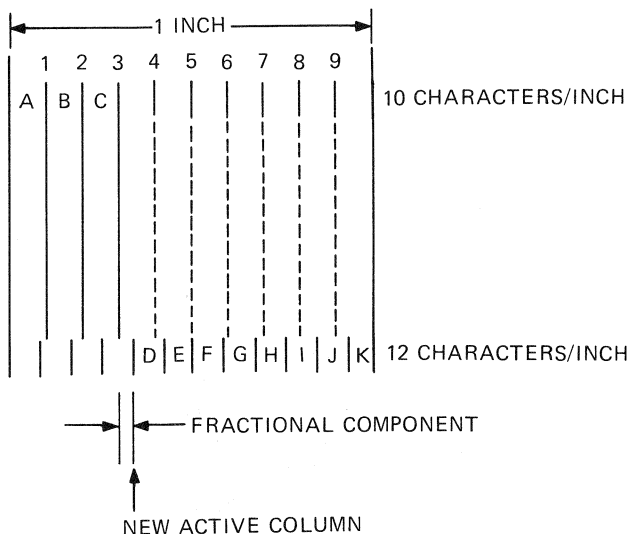 1 INCH
1 2 3 4 5 6 7 8 9
A B C 10 CHARACTERS/INCH
D E F G H I J K 12 CHARACTERS/INCH
FRACTIONAL COMPONENT
NEW ACTIVE COLUMN